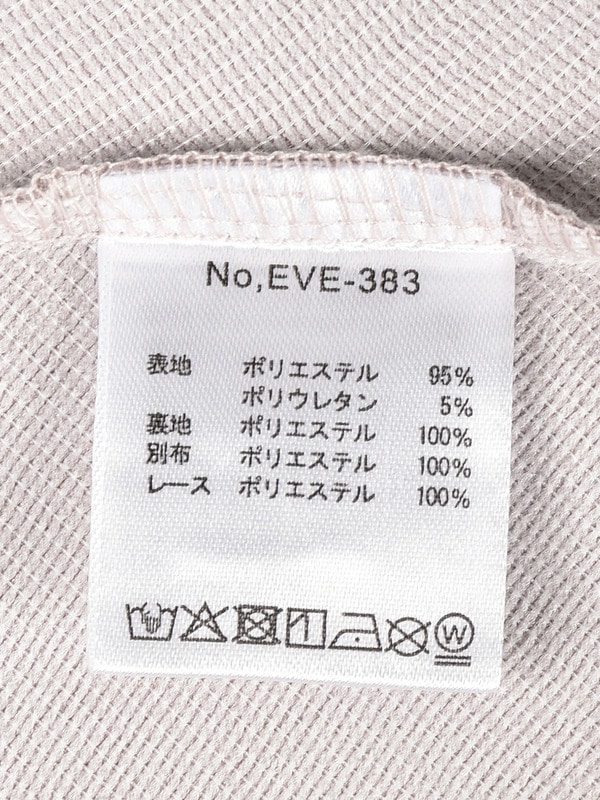 No,EVE-383
表地 ポリエステル 95%
ポリウレタン 5%
裏地 ポリエステル 100%
別布 ポリエステル 100%
レース ポリエステル 100%
W